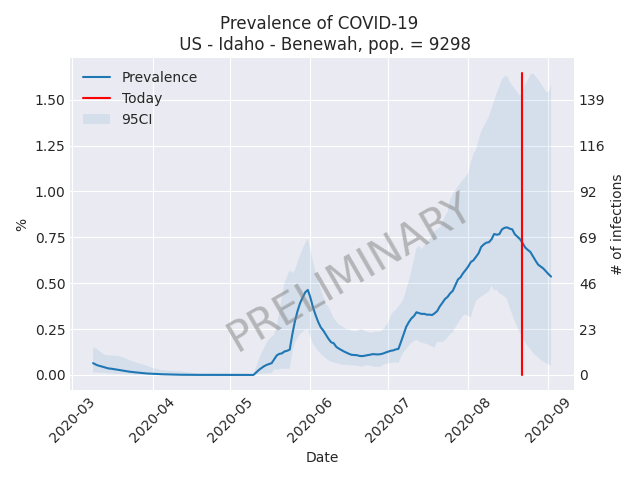 Prevalence of COVID-19
US - Idaho - Benewah, pop. = 9298
Prevalence
Today
95CI
1.50
1.25
1.00
0.75
0.50
0.25
0.00
%
139
116
92
69
46
23
0
# of infections
PRELIMINARY
2020-03
2020-04
2020-05
2020-06
2020-07
2020-08
2020-09
Date